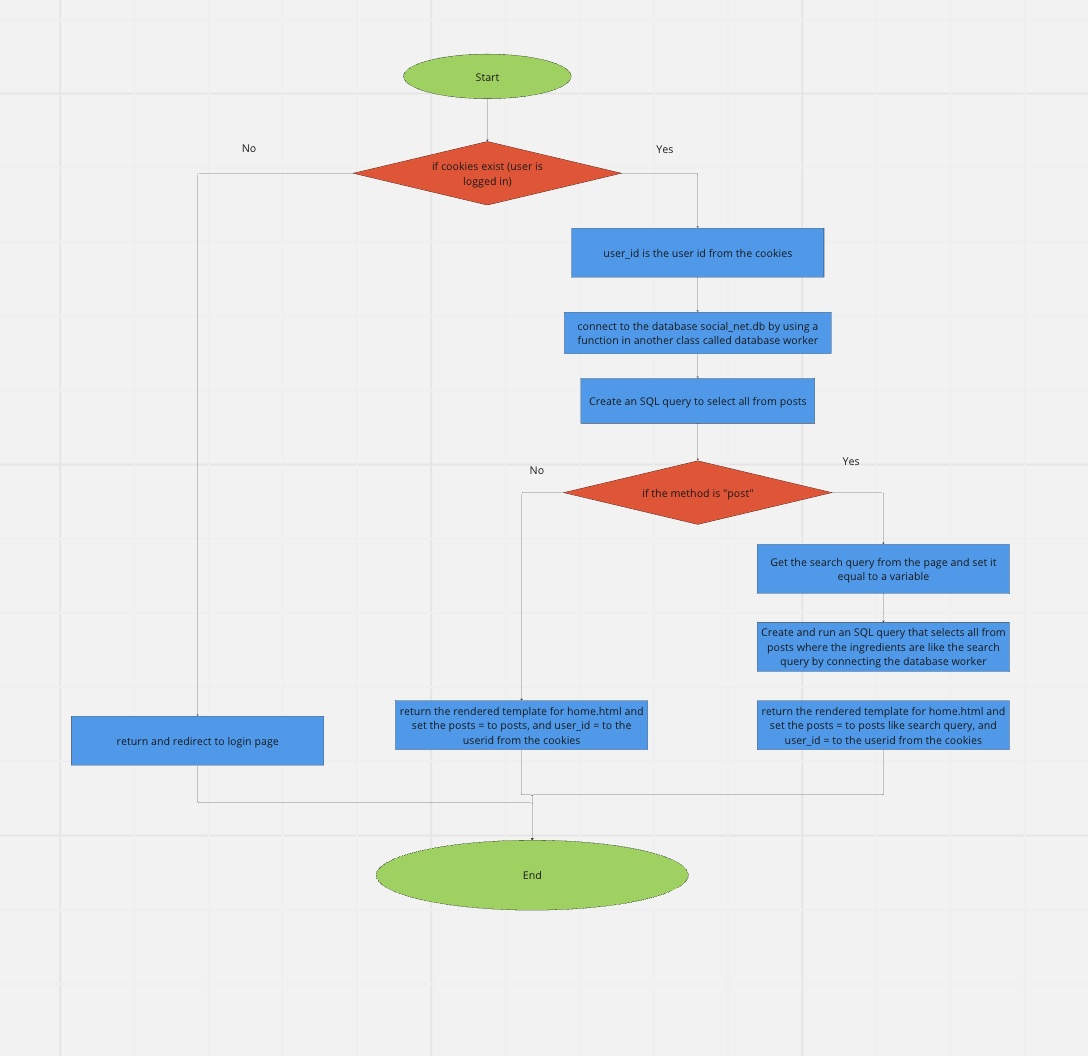 Start
No
Yes
if cookies exist (user is
logged in)
user_id is the user id from the cookies
connect to the database social_net.db by using a
function in another class called database worker
Create an SQL query to select all from posts
No
Yes
if the method is "post"
Get the search query from the page and set it
equal to a variable
Create and run an SQL query that selects all from
posts where the ingredients are like the search
query by connecting the database worker
return and redirect to login page
return the rendered template for home.html and
set the posts = to posts, and user_id = to the
userid from the cookies
return the rendered template for home.html and
set the posts = to posts like search query, and
user_id = to the userid from the cookies
End